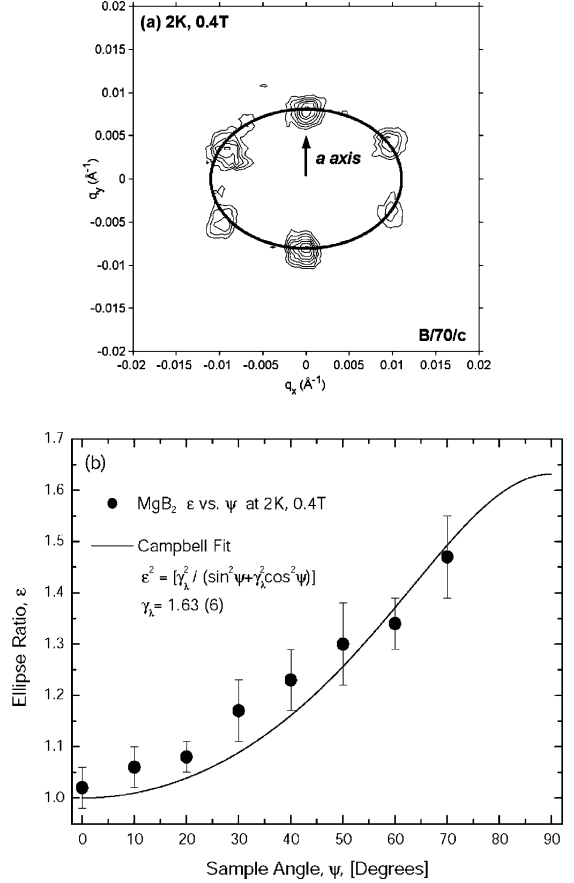 (a) 2K, 0.4T
0.02
0.015
0.01
0.005
0
-0.005
-0.01
-0.015
-0.02
q_y (Å⁻¹)
a axis
B/70/c
-0.02 -0.015 -0.01 -0.005 0 0.005 0.01 0.015 0.02
q_x (Å⁻¹)
(b)
MgB₂ ε vs. ψ at 2K, 0.4T
Campbell Fit
ε² = [γ_λ² / (sin²ψ+γ_λ²cos²ψ)]
γ_λ = 1.63 (6)
1.7
1.6
1.5
1.4
1.3
1.2
1.1
1.0
Ellipse Ratio, ε
0 10 20 30 40 50 60 70 80 90
Sample Angle, ψ, [Degrees]